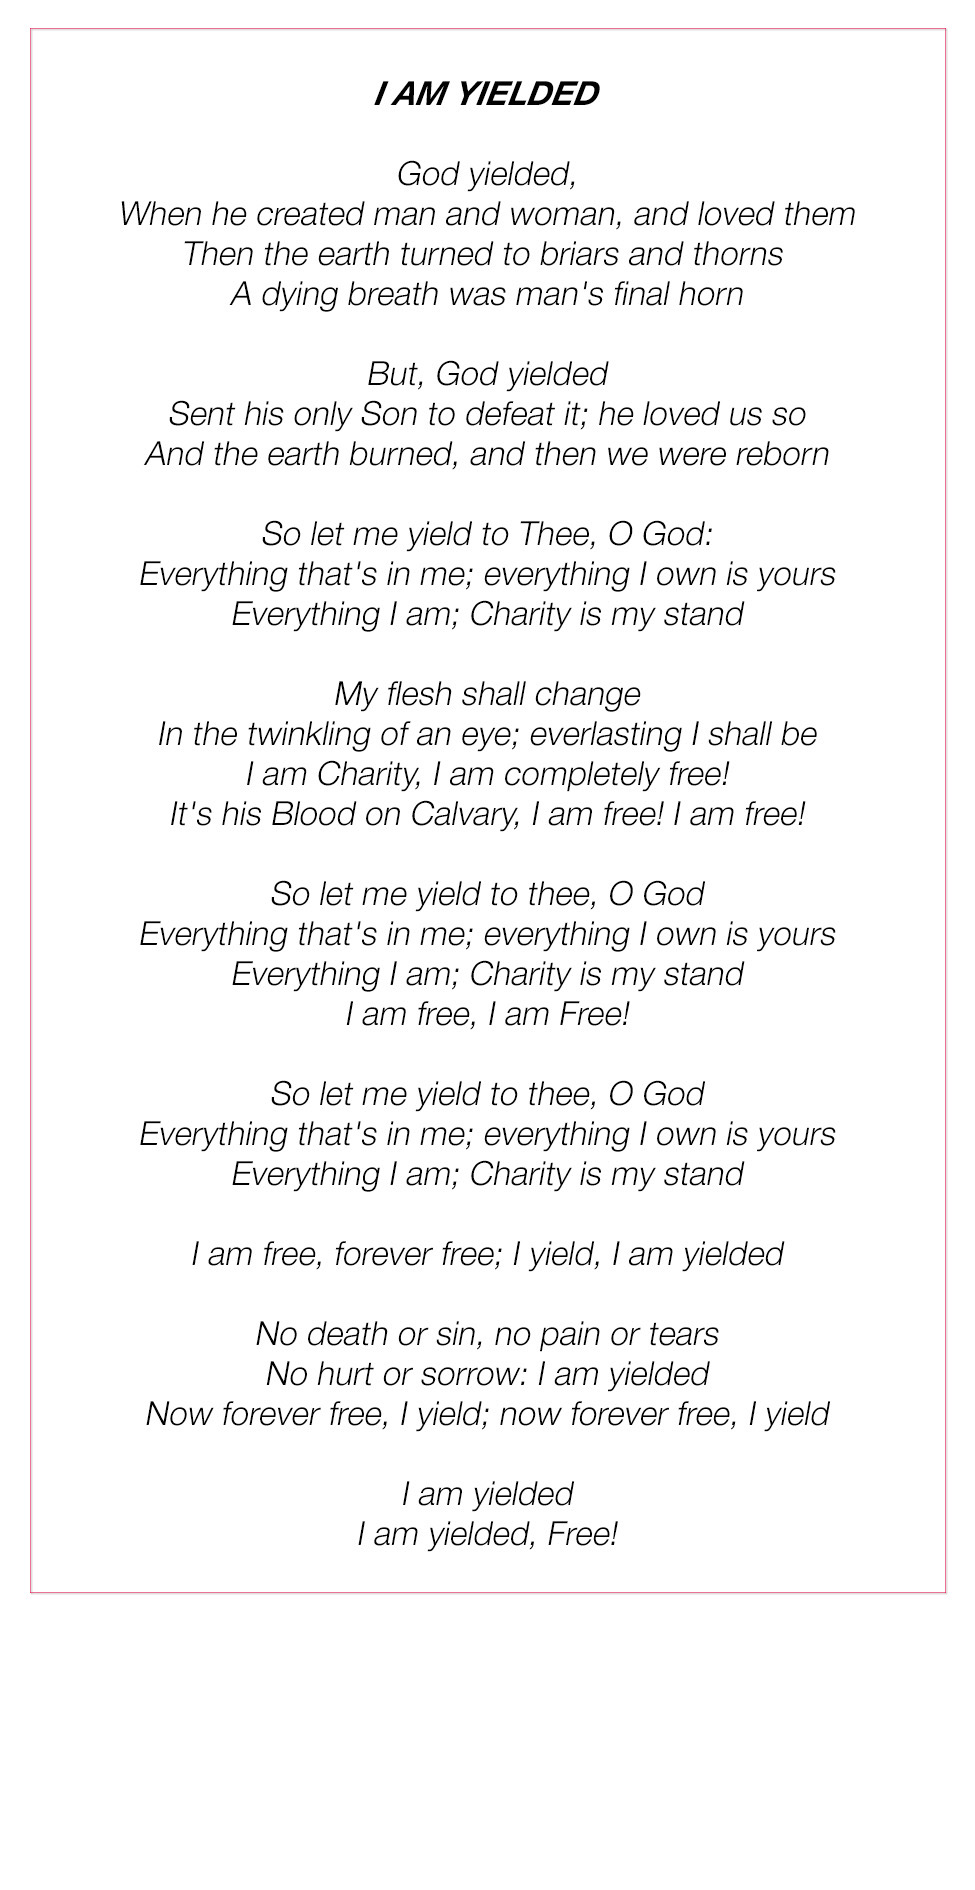 I AM YIELDED
God yielded,
When he created man and woman, and loved them
Then the earth turned to briars and thorns
A dying breath was man's final horn
But, God yielded
Sent his only Son to defeat it; he loved us so
And the earth burned, and then we were reborn
So let me yield to Thee, O God:
Everything that's in me; everything I own is yours
Everything I am; Charity is my stand
My flesh shall change
In the twinkling of an eye; everlasting I shall be
I am Charity, I am completely free!
It's his Blood on Calvary, I am free! I am free!
So let me yield to thee, O God
Everything that's in me; everything I own is yours
Everything I am; Charity is my stand
I am free, I am Free!
So let me yield to thee, O God
Everything that's in me; everything I own is yours
Everything I am; Charity is my stand
I am free, forever free; I yield, I am yielded
No death or sin, no pain or tears
No hurt or sorrow: I am yielded
Now forever free, I yield; now forever free, I yield
I am yielded
I am yielded, Free!